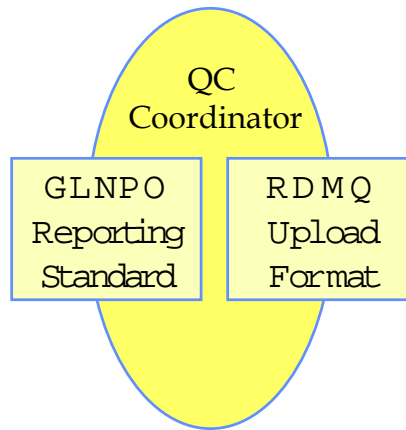 QC
Coordinator
GLNPO
Reporting
Standard
RDMQ
Upload
Format